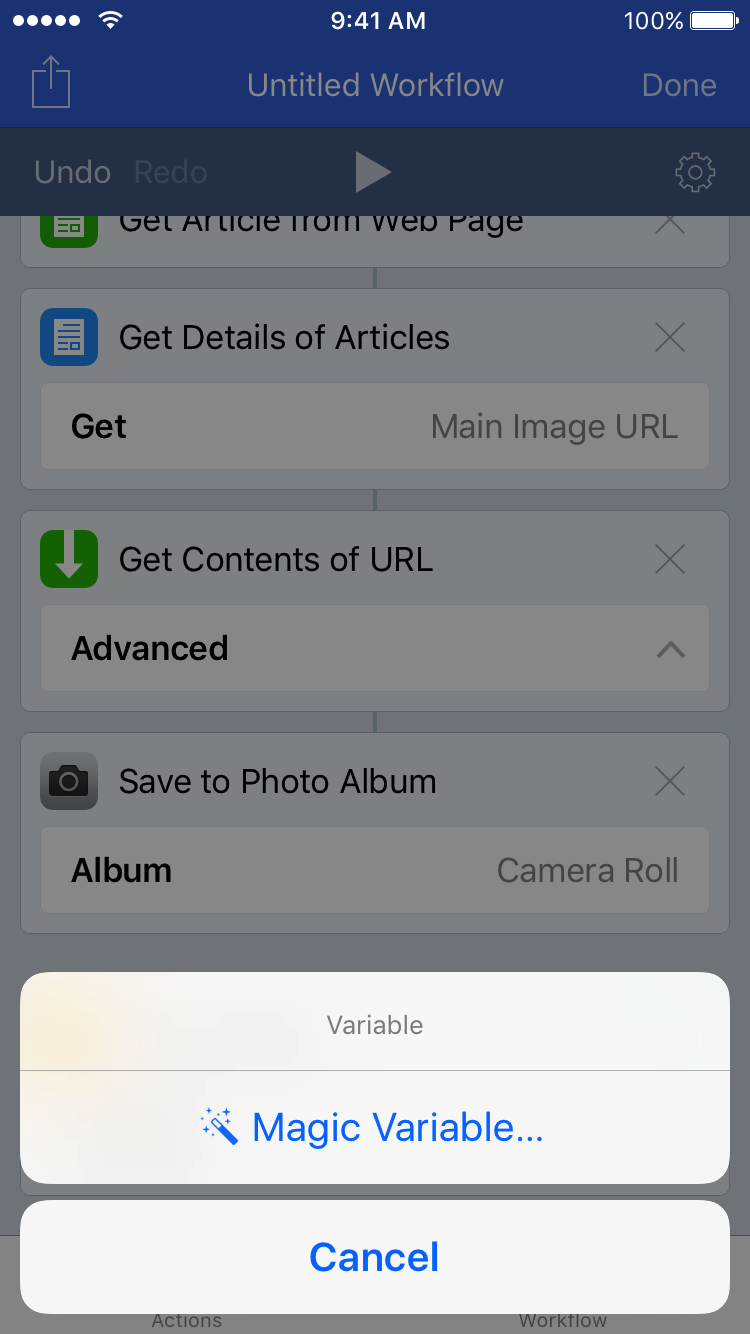 9:41 AM
100%
Untitled Workflow
Done
Undo
Redo
Get Article from Web Page
Get Details of Articles
Get
Main Image URL
Get Contents of URL
Advanced
Save to Photo Album
Album
Camera Roll
Variable
Magic Variable...
Cancel
Actions
Workflow